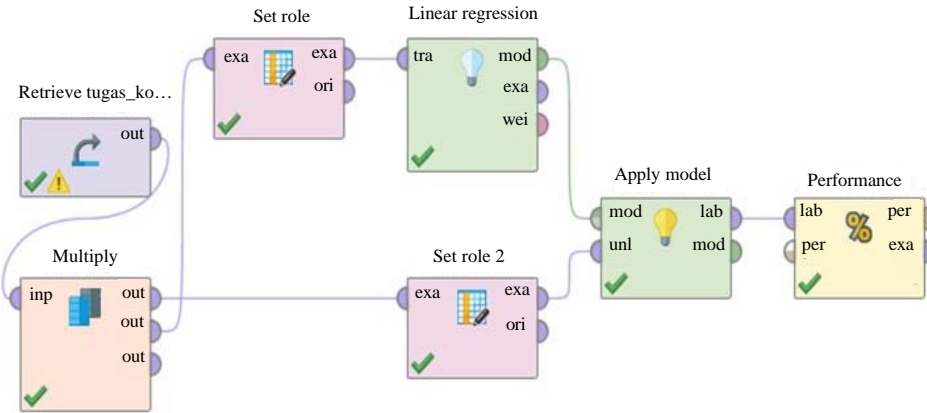 Set role
exa
exa
ori
Linear regression
tra
mod
exa
wei
Retrieve tugas_ko...
out
Multiply
inp
out
out
out
Set role 2
exa
exa
ori
Apply model
mod
lab
unl
mod
Performance
%
lab
per
per
exa